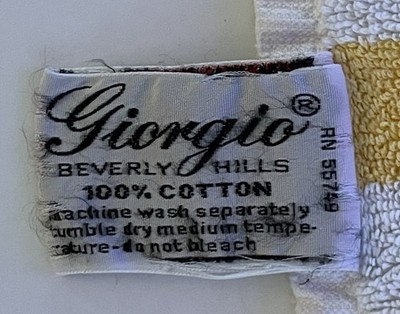 Giorgio®
BEVERLY HILLS
100% COTTON
machine wash separately
tumble dry medium tempe-
rature-do not bleach
RN 55749